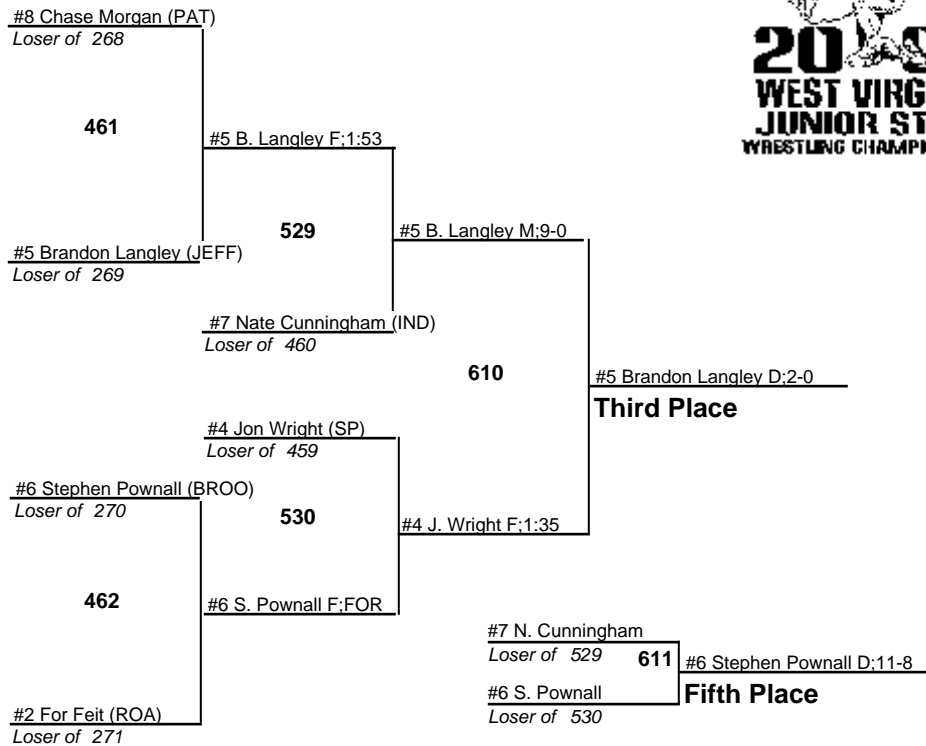 #8 Chase Morgan (PAT)
Loser of 268
461
#5 B. Langley F;1:53
#5 Brandon Langley (JEFF)
Loser of 269
529
#5 B. Langley M;9-0
#7 Nate Cunningham (IND)
Loser of 460
610
#5 Brandon Langley D;2-0
Third Place
#4 Jon Wright (SP)
Loser of 459
#6 Stephen Pownall (BROO)
Loser of 270
530
#4 J. Wright F;1:35
462
#6 S. Pownall F;FOR
#2 For Feit (ROA)
Loser of 271
#7 N. Cunningham
Loser of 529
611
#6 Stephen Pownall D;11-8
Fifth Place
#6 S. Pownall
Loser of 530
20
WEST VIRG
JUNIOR ST
WRESTLING CHAMP